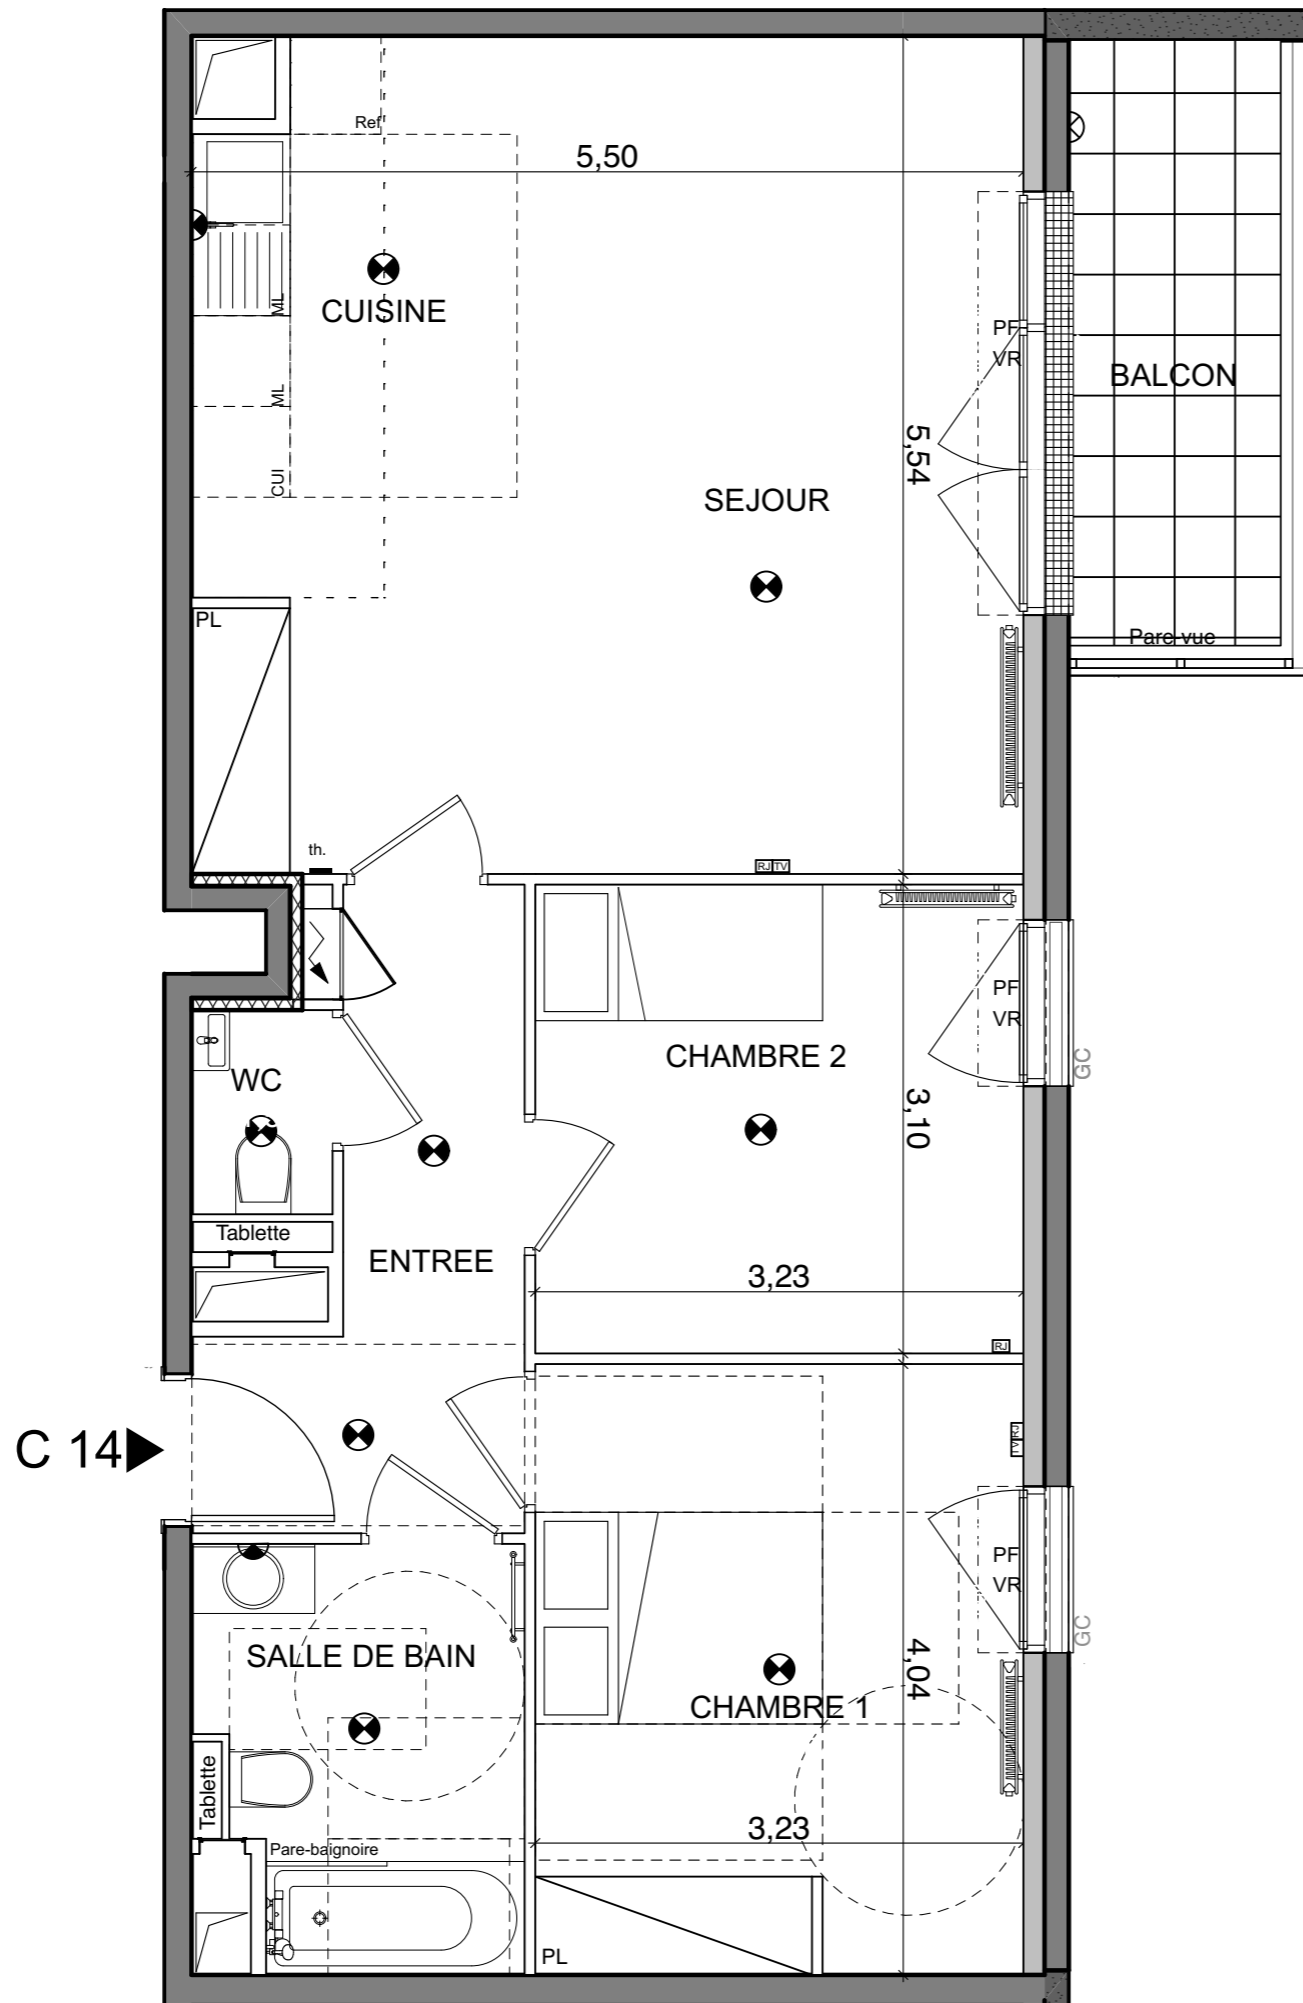 Ref
5,50
CUISINE
ML
ML
CUI
PF
VR
BALCON
5,54
SEJOUR
PL
Pare-vue
th.
RJ TV
PF
VR
GC
CHAMBRE 2
WC
3,10
Tablette
ENTREE
3,23
RJ
C 14
TV RJ
PF
VR
GC
SALLE DE BAIN
4,04
CHAMBRE 1
Tablette
3,23
Pare-baignoire
PL